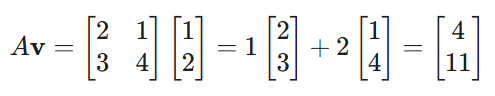 Av = [2 1; 3 4] [1; 2] = 1 [2; 3] + 2 [1; 4] = [4; 11]